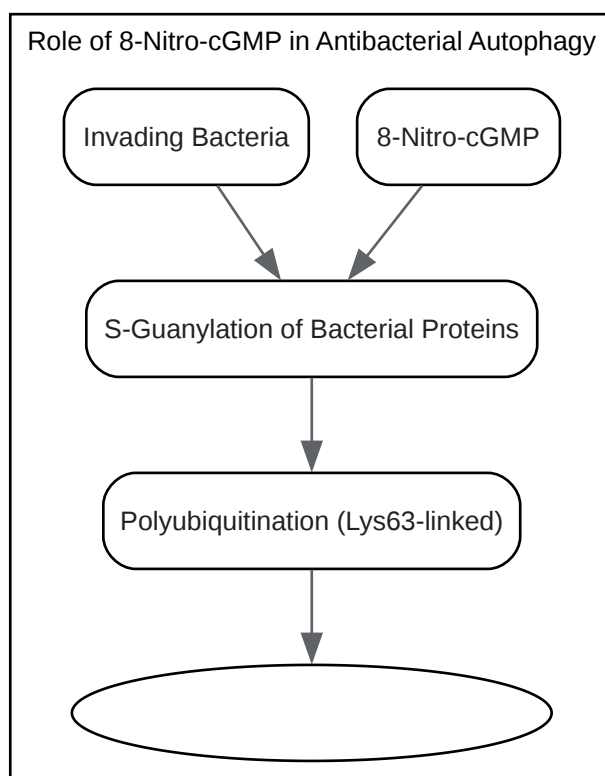 Role of 8-Nitro-cGMP in Antibacterial Autophagy
Invading Bacteria
8-Nitro-cGMP
S-Guanylation of Bacterial Proteins
Polyubiquitination (Lys63-linked)